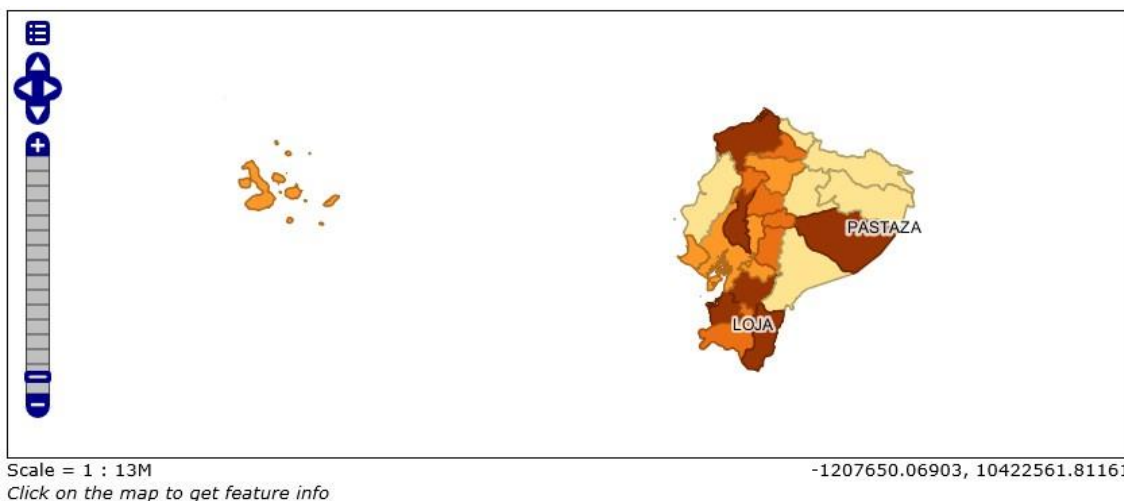 PASTAZA
LOJA
Scale = 1 : 13M
-1207650.06903, 10422561.81161
Click on the map to get feature info